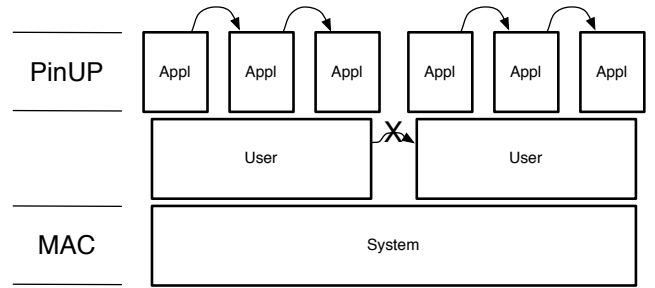 PinUP
Appl Appl Appl Appl Appl Appl
User X User
MAC
System